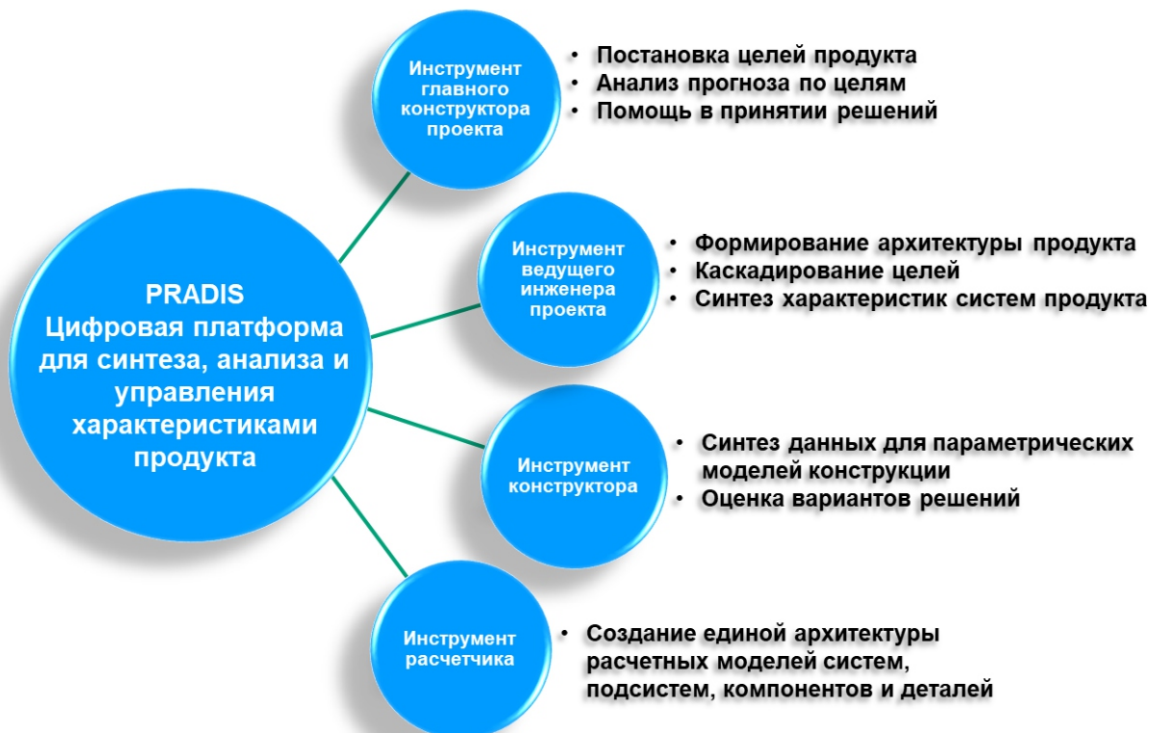 PRADIS
Цифровая платформа
для синтеза, анализа и
управления
характеристиками
продукта
Инструмент
главного
конструктора
проекта
• Постановка целей продукта
• Анализ прогноза по целям
• Помощь в принятии решений
Инструмент
ведущего
инженера
проекта
• Формирование архитектуры продукта
• Каскадирование целей
• Синтез характеристик систем продукта
Инструмент
конструктора
• Синтез данных для параметрических
моделей конструкции
• Оценка вариантов решений
Инструмент
расчетчика
• Создание единой архитектуры
расчетных моделей систем,
подсистем, компонентов и деталей